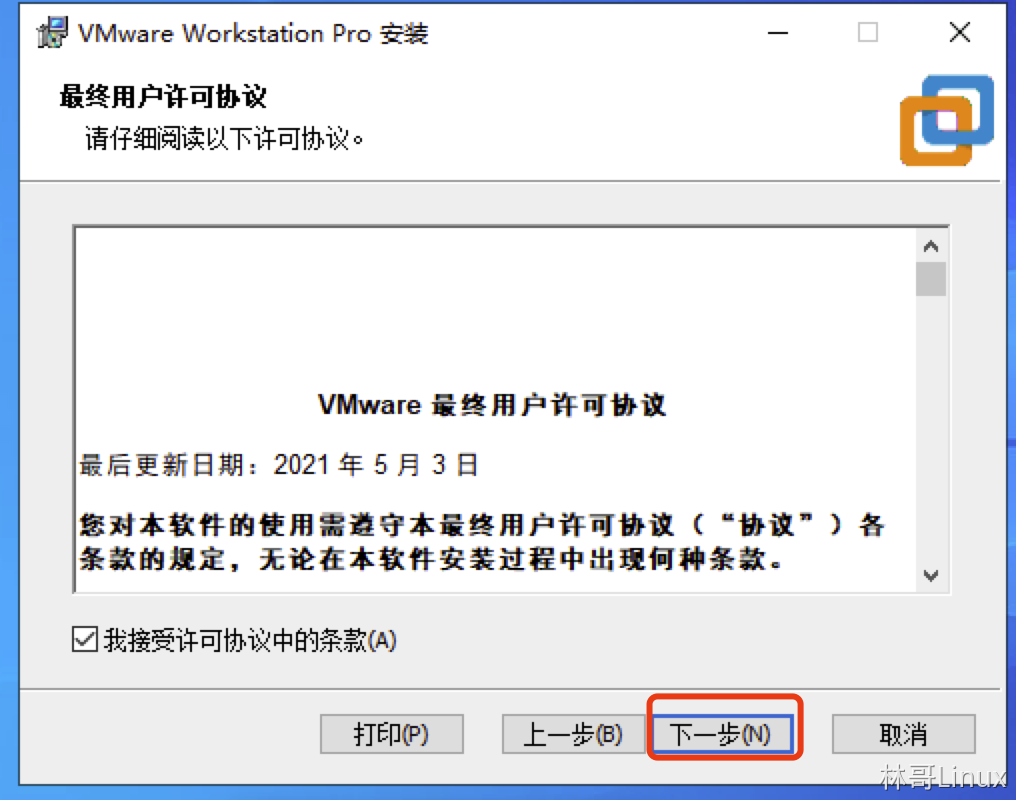 VMware Workstation Pro 安装
最终用户许可协议
请仔细阅读以下许可协议。
VMware 最终用户许可协议
最后更新日期：2021 年 5 月 3 日
您对本软件的使用需遵守本最终用户许可协议（“协议”）各
条款的规定，无论在本软件安装过程中出现何种条款。
我接受许可协议中的条款(A)
打印(P) 上一步(B) 下一步(N) 取消
林哥Linux